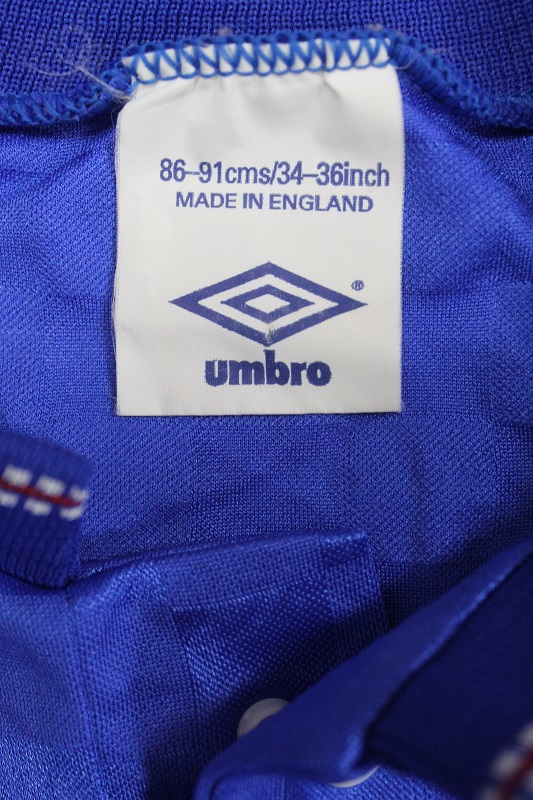 86–91cms/34–36inch
MADE IN ENGLAND
®
umbro